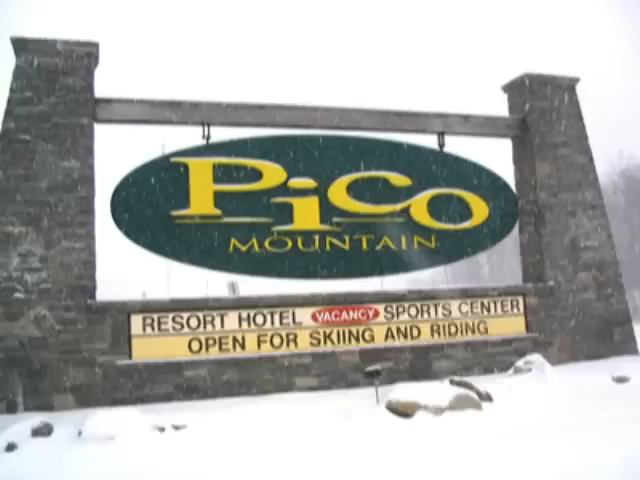 Pico
MOUNTAIN
RESORT HOTEL VACANCY SPORTS CENTER
OPEN FOR SKIING AND RIDING